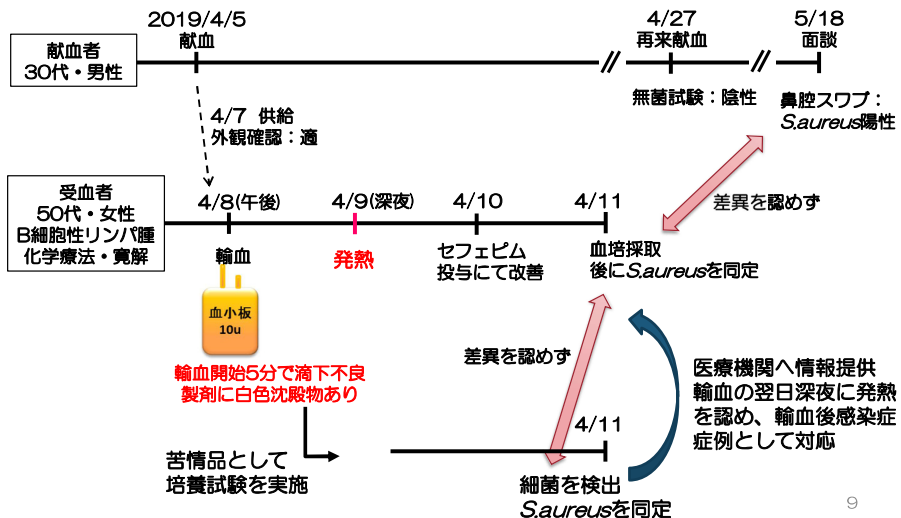 2019/4/5
献血
4/27
再来献血
5/18
面談
献血者
30代・男性
無菌試験：陰性
鼻腔スワブ：
S.aureus陽性
4/7 供給
外観確認：適
受血者
50代・女性
B細胞性リンパ腫
化学療法・寛解
4/8(午後)
輸血
4/9(深夜)
発熱
4/10
セフェピム
投与にて改善
4/11
血培採取
後にS.aureusを同定
差異を認めず
血小板
10u
輸血開始5分で滴下不良
製剤に白色沈殿物あり
差異を認めず
医療機関へ情報提供
輸血の翌日深夜に発熱
を認め、輸血後感染症
症例として対応
苦情品として
培養試験を実施
4/11
細菌を検出
S.aureusを同定
9